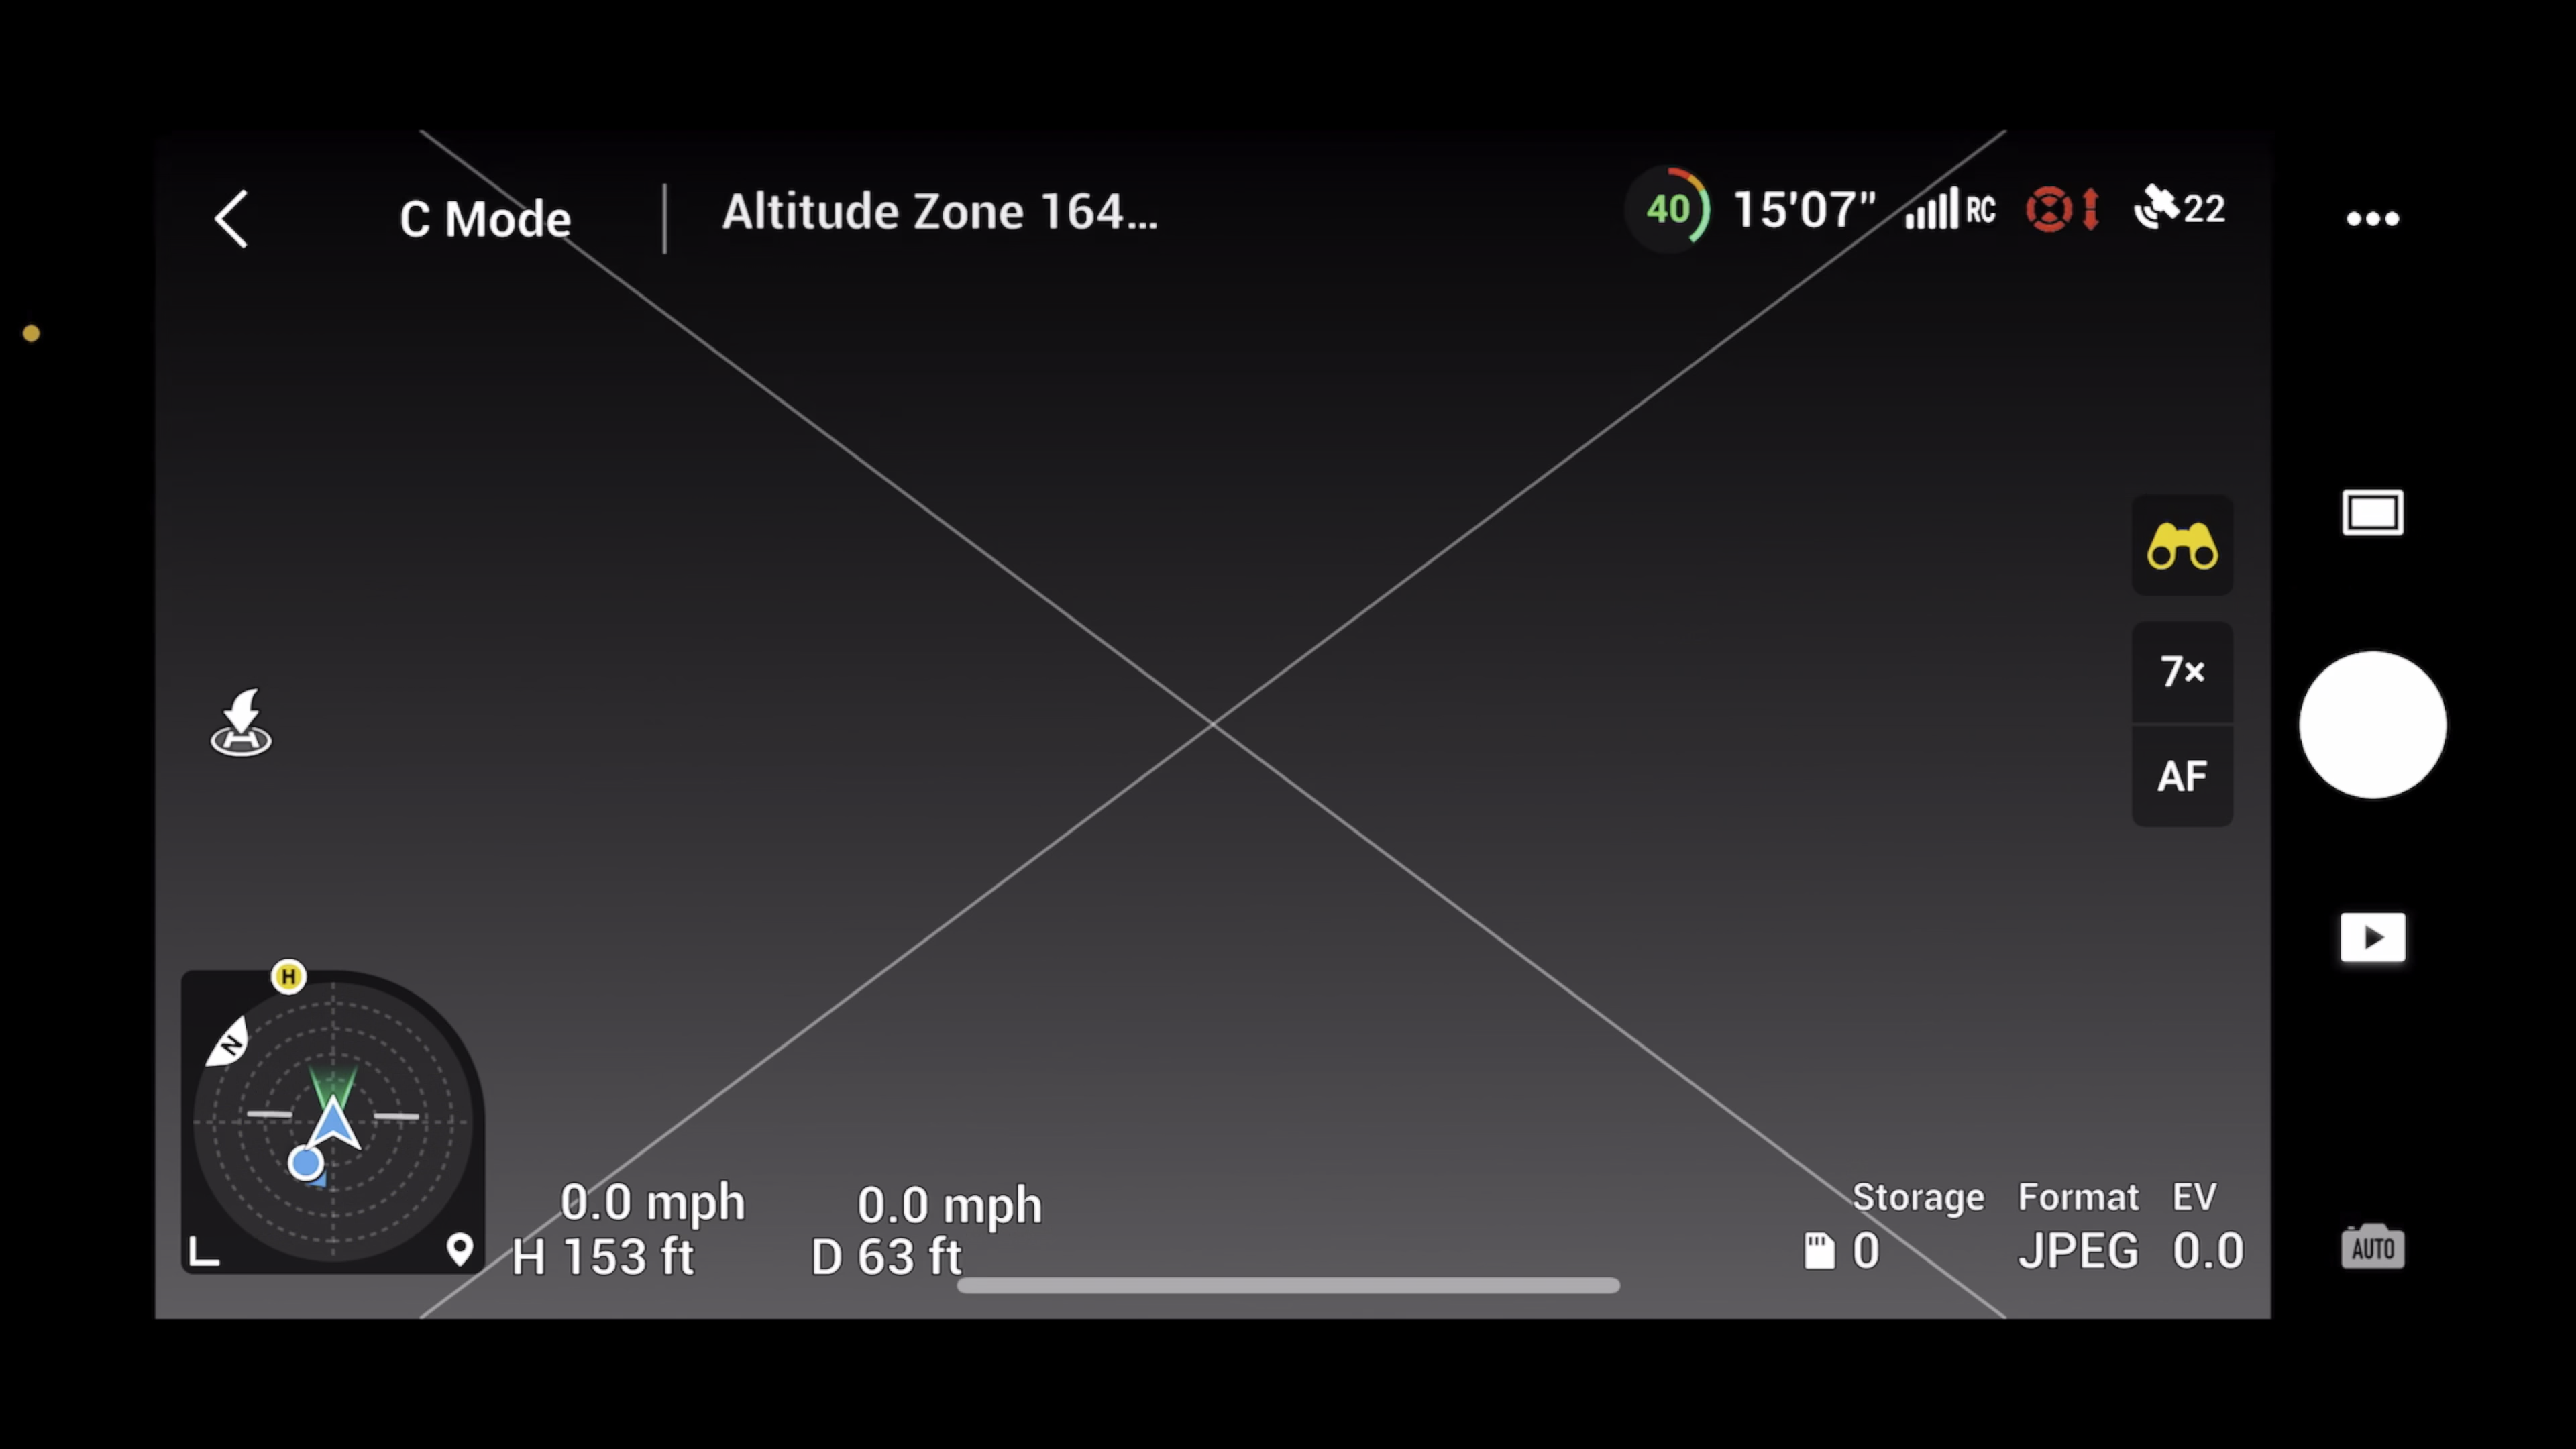 C Mode
Altitude Zone 164...
40
15'07"
RC
22
7×
AF
H
N
0.0 mph
0.0 mph
H 153 ft
D 63 ft
Storage Format EV
0 JPEG 0.0
AUTO